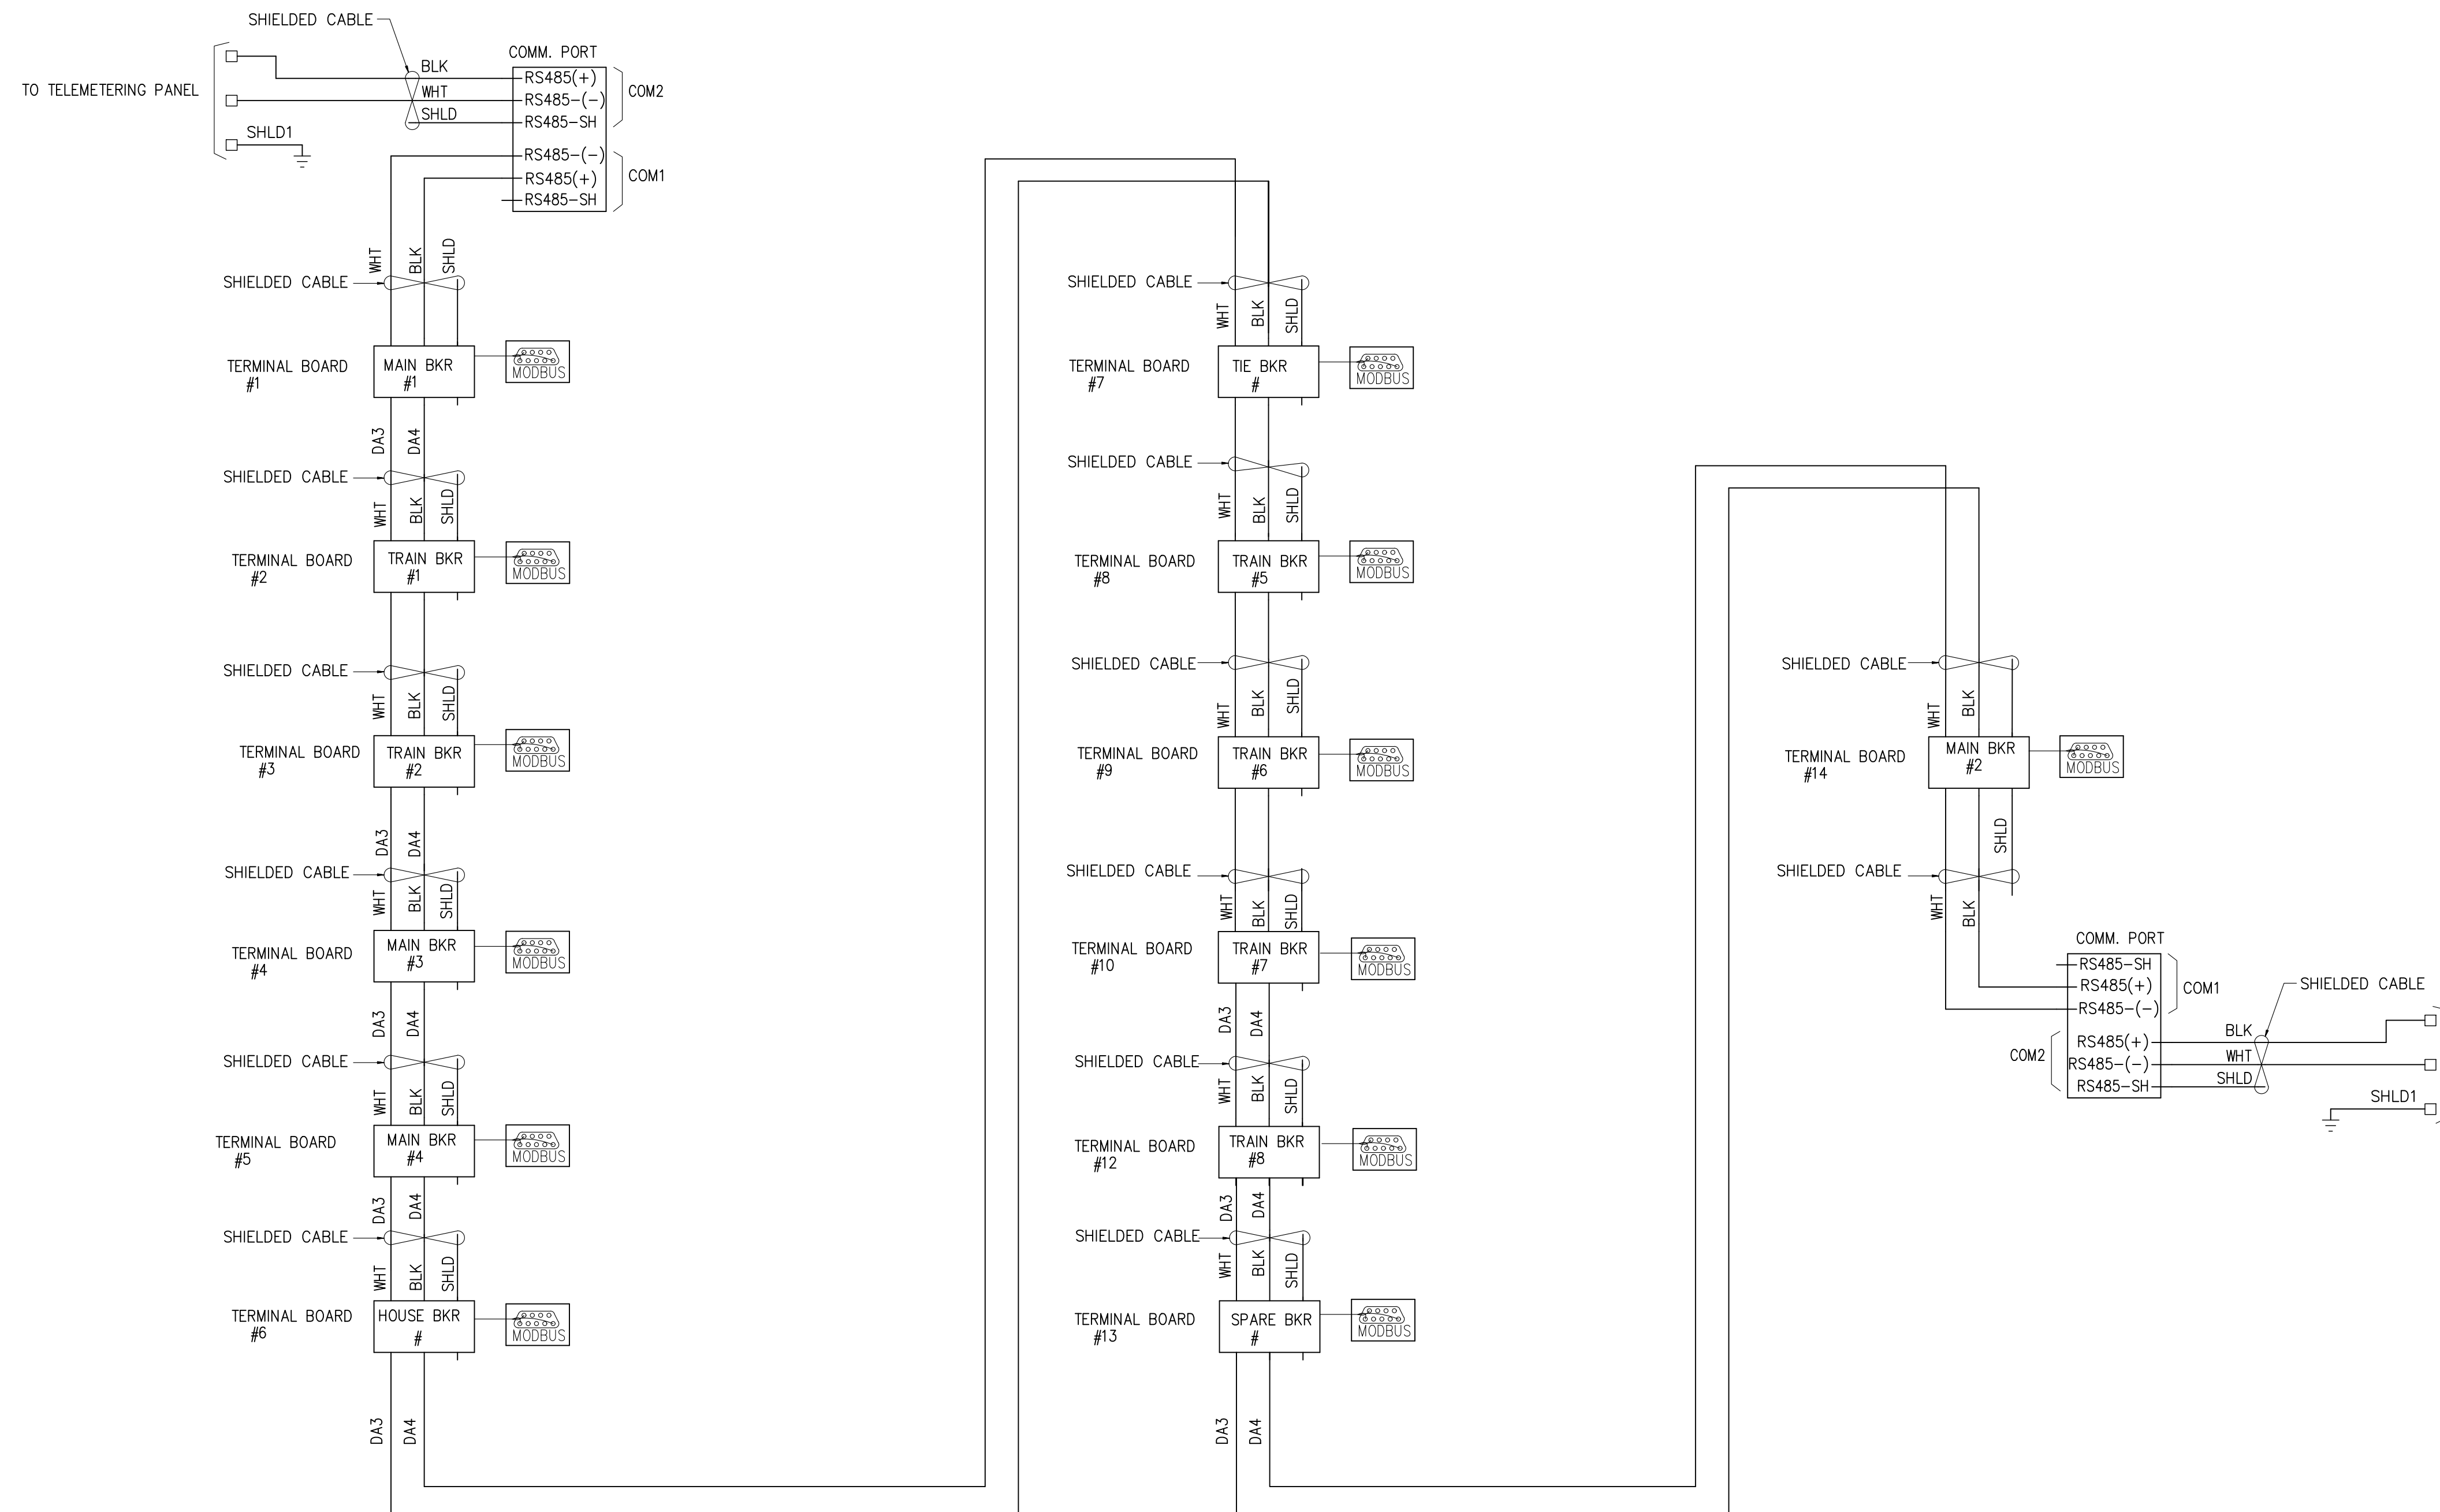 SHIELDED CABLE
COMM. PORT
BLK
RS485(+)
TO TELEMETERING PANEL
WHT
RS485-(-)
COM2
SHLD
RS485-SH
SHLD1
RS485-(-)
RS485(+)
COM1
RS485-SH
WHT
BLK
SHLD
SHIELDED CABLE
TERMINAL BOARD
#1
MAIN BKR
#1
MODBUS
DA3
DA4
SHIELDED CABLE
WHT
BLK
SHLD
TERMINAL BOARD
#2
TRAIN BKR
#1
MODBUS
SHIELDED CABLE
WHT
BLK
SHLD
TERMINAL BOARD
#3
TRAIN BKR
#2
MODBUS
DA3
DA4
SHIELDED CABLE
WHT
BLK
SHLD
TERMINAL BOARD
#4
MAIN BKR
#3
MODBUS
DA3
DA4
SHIELDED CABLE
WHT
BLK
SHLD
TERMINAL BOARD
#5
MAIN BKR
#4
MODBUS
DA3
DA4
SHIELDED CABLE
WHT
BLK
SHLD
TERMINAL BOARD
#6
HOUSE BKR
#
MODBUS
DA3
DA4
SHIELDED CABLE
WHT
BLK
SHLD
TERMINAL BOARD
#7
TIE BKR
#
MODBUS
SHIELDED CABLE
WHT
BLK
SHLD
TERMINAL BOARD
#8
TRAIN BKR
#5
MODBUS
SHIELDED CABLE
WHT
BLK
SHLD
TERMINAL BOARD
#9
TRAIN BKR
#6
MODBUS
SHIELDED CABLE
WHT
BLK
SHLD
TERMINAL BOARD
#10
TRAIN BKR
#7
MODBUS
DA3
DA4
SHIELDED CABLE
WHT
BLK
SHLD
TERMINAL BOARD
#12
TRAIN BKR
#8
MODBUS
DA3
DA4
SHIELDED CABLE
WHT
BLK
SHLD
TERMINAL BOARD
#13
SPARE BKR
#
MODBUS
DA3
DA4
SHIELDED CABLE
WHT
BLK
TERMINAL BOARD
#14
MAIN BKR
#2
MODBUS
SHLD
SHIELDED CABLE
WHT
BLK
COMM. PORT
RS485-SH
RS485(+)
COM1
RS485-(-)
SHIELDED CABLE
BLK
RS485(+)
COM2
WHT
RS485-(-)
SHLD
RS485-SH
SHLD1